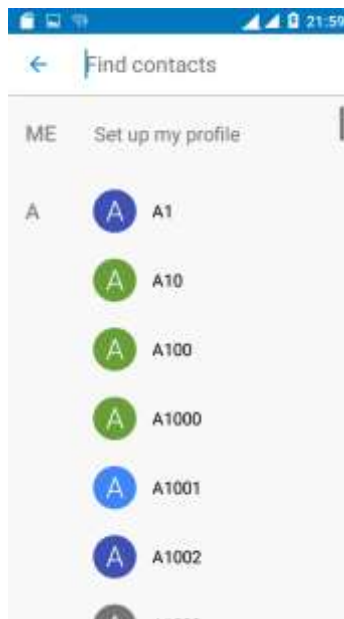 21:59
Find contacts
ME Set up my profile
A A A1
A A10
A A100
A A1000
A A1001
A A1002